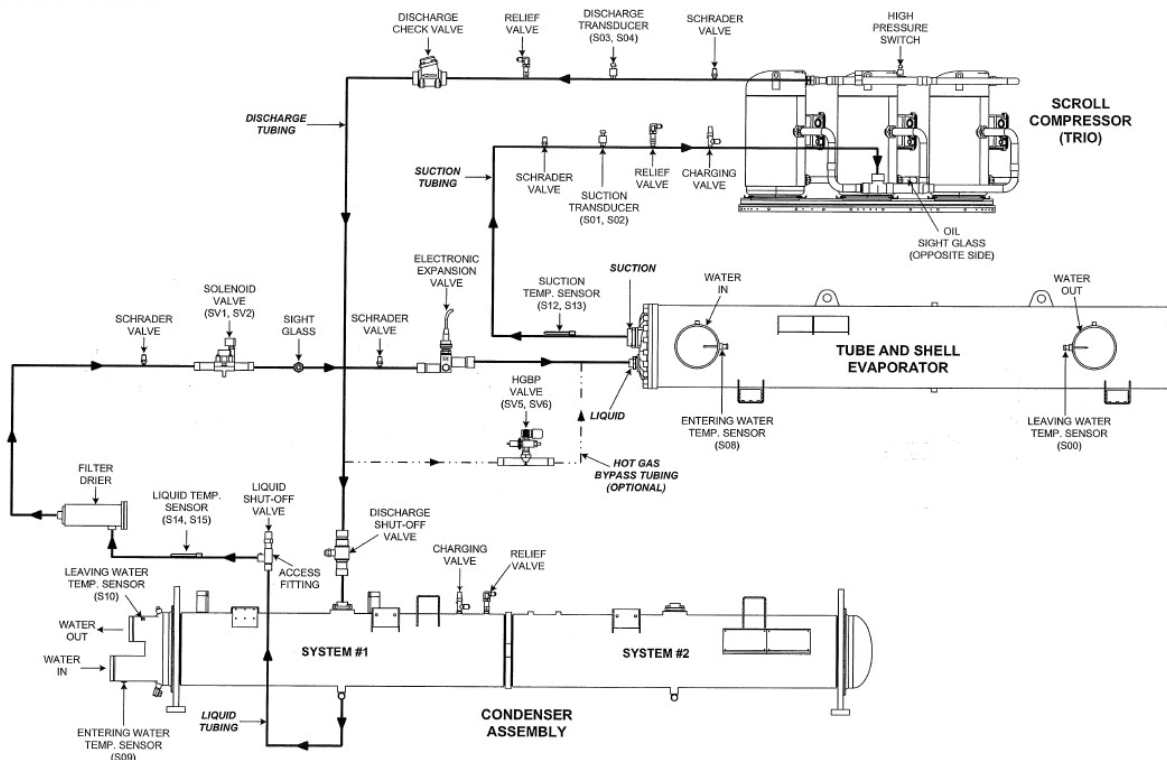 DISCHARGE
CHECK VALVE
RELIEF
VALVE
DISCHARGE
TRANSDUCER
(S03, S04)
SCHRADER
VALVE
HIGH
PRESSURE
SWITCH
SCROLL
COMPRESSOR
(TRIO)
DISCHARGE
TUBING
SUCTION
TUBING
SCHRADER
VALVE
SUCTION
TRANSDUCER
(S01, S02)
RELIEF
VALVE
CHARGING
VALVE
OIL
SIGHT GLASS
(OPPOSITE SIDE)
ELECTRONIC
EXPANSION
VALVE
SUCTION
TEMP. SENSOR
(S12, S13)
SUCTION
WATER
IN
WATER
OUT
SCHRADER
VALVE
SOLENOID
VALVE
(SV1, SV2)
SIGHT
GLASS
SCHRADER
VALVE
TUBE AND SHELL
EVAPORATOR
HGBP
VALVE
(SV5, SV6)
LIQUID
ENTERING WATER
TEMP. SENSOR
(S08)
LEAVING WATER
TEMP. SENSOR
(S00)
HOT GAS
BYPASS TUBING
(OPTIONAL)
FILTER
DRIER
LIQUID TEMP.
SENSOR
(S14, S15)
LIQUID
SHUT-OFF
VALVE
DISCHARGE
SHUT-OFF
VALVE
ACCESS
FITTING
CHARGING
VALVE
RELIEF
VALVE
LEAVING WATER
TEMP. SENSOR
(S10)
WATER
OUT
WATER
IN
SYSTEM #1
SYSTEM #2
LIQUID
TUBING
CONDENSER
ASSEMBLY
ENTERING WATER
TEMP. SENSOR
(S09)